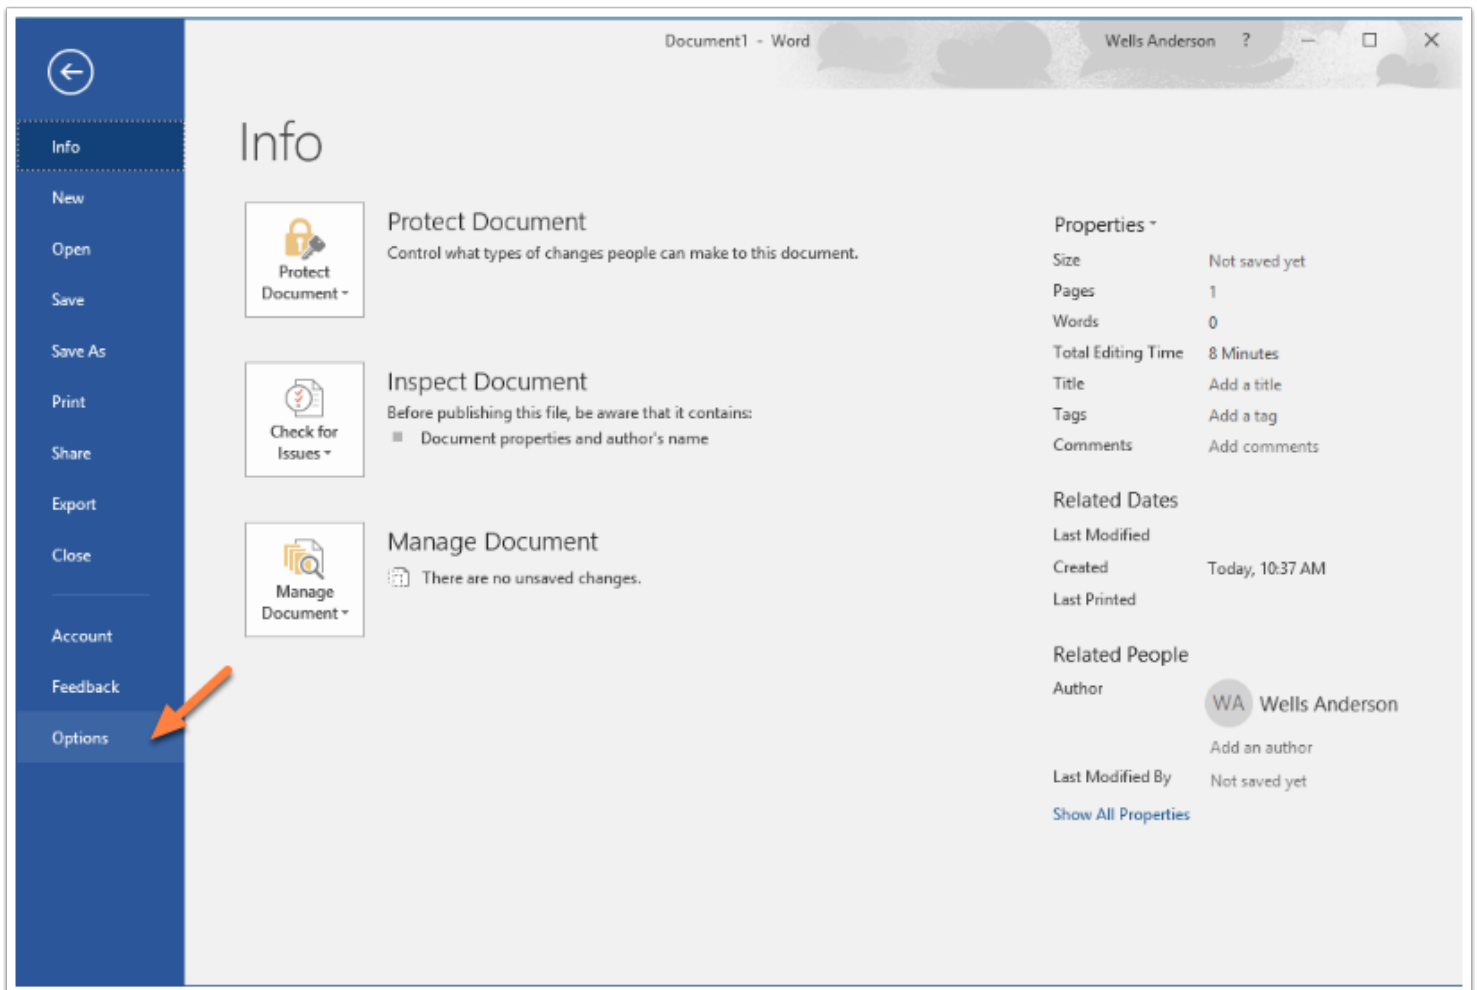 Document1 - Word
Wells Anderson ?
Info
New
Open
Save
Save As
Print
Share
Export
Close
Account
Feedback
Options
Info
Protect
Document
Protect Document
Control what types of changes people can make to this document.
Check for
Issues
Inspect Document
Before publishing this file, be aware that it contains:
Document properties and author's name
Manage
Document
Manage Document
There are no unsaved changes.
Properties
Size Not saved yet
Pages 1
Words 0
Total Editing Time 8 Minutes
Title Add a title
Tags Add a tag
Comments Add comments
Related Dates
Last Modified
Created Today, 10:37 AM
Last Printed
Related People
Author WA Wells Anderson
Add an author
Last Modified By Not saved yet
Show All Properties